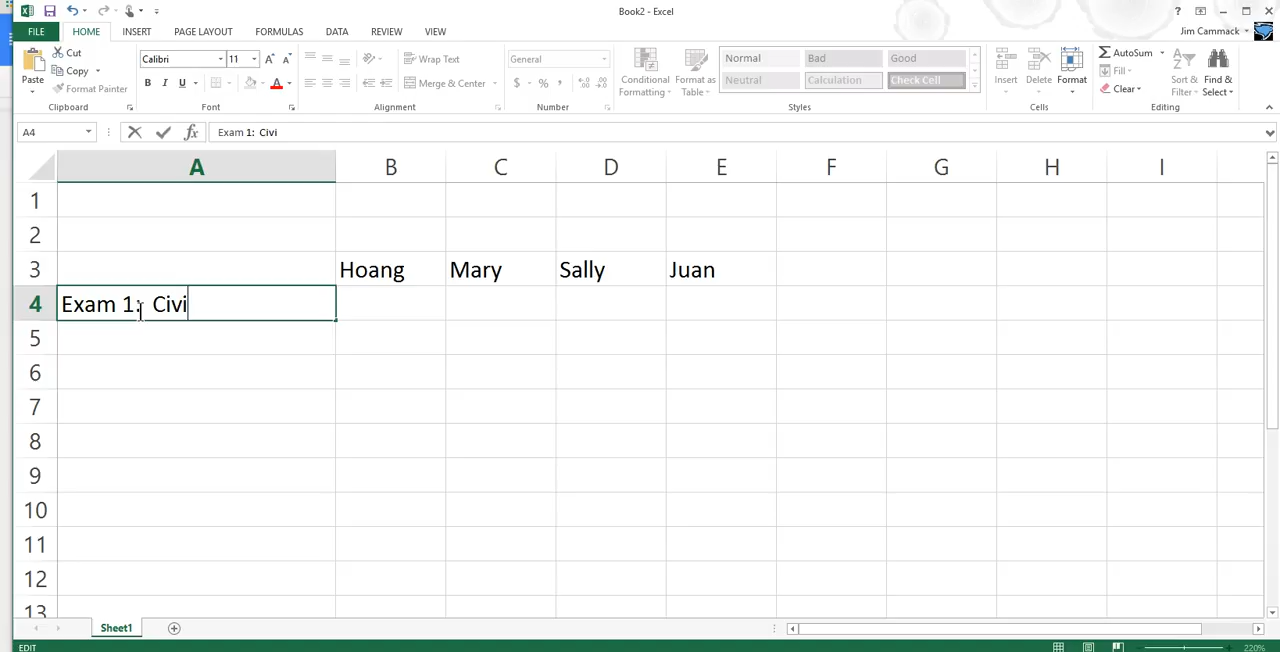 Book2 - Excel
? 
FILE HOME INSERT PAGE LAYOUT FORMULAS DATA REVIEW VIEW Jim Cammack
Paste Cut Copy Format Painter
Calibri 11
B I U
Wrap Text
Merge & Center
General
$ % ,
Conditional Formatting
Format as Table
Normal Bad Good
Neutral Calculation Check Cell
Insert Delete Format
AutoSum
Fill
Clear
Sort & Filter
Find & Select
Clipboard Font Alignment Number Styles Cells Editing
A4 fx Exam 1: Civi
A B C D E F G H I
1
2
3 Hoang Mary Sally Juan
4 Exam 1: Civi
5
6
7
8
9
10
11
12
13
Sheet1
EDIT 220%